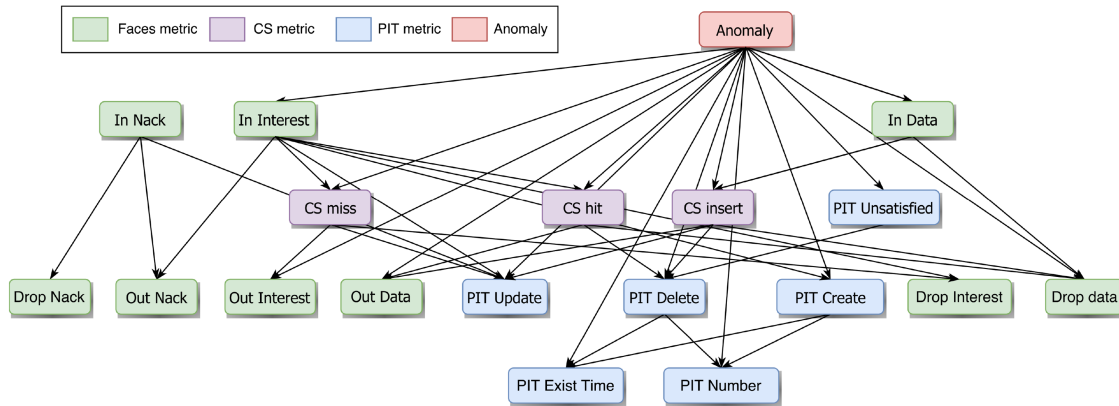 Faces metric
CS metric
PIT metric
Anomaly
Anomaly
In Nack
In Interest
In Data
CS miss
CS hit
CS insert
PIT Unsatisfied
Drop Nack
Out Nack
Out Interest
Out Data
PIT Update
PIT Delete
PIT Create
Drop Interest
Drop data
PIT Exist Time
PIT Number